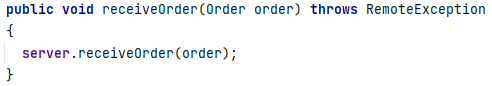 public void receiveOrder(Order order) throws RemoteException
{
  server.receiveOrder(order);
}